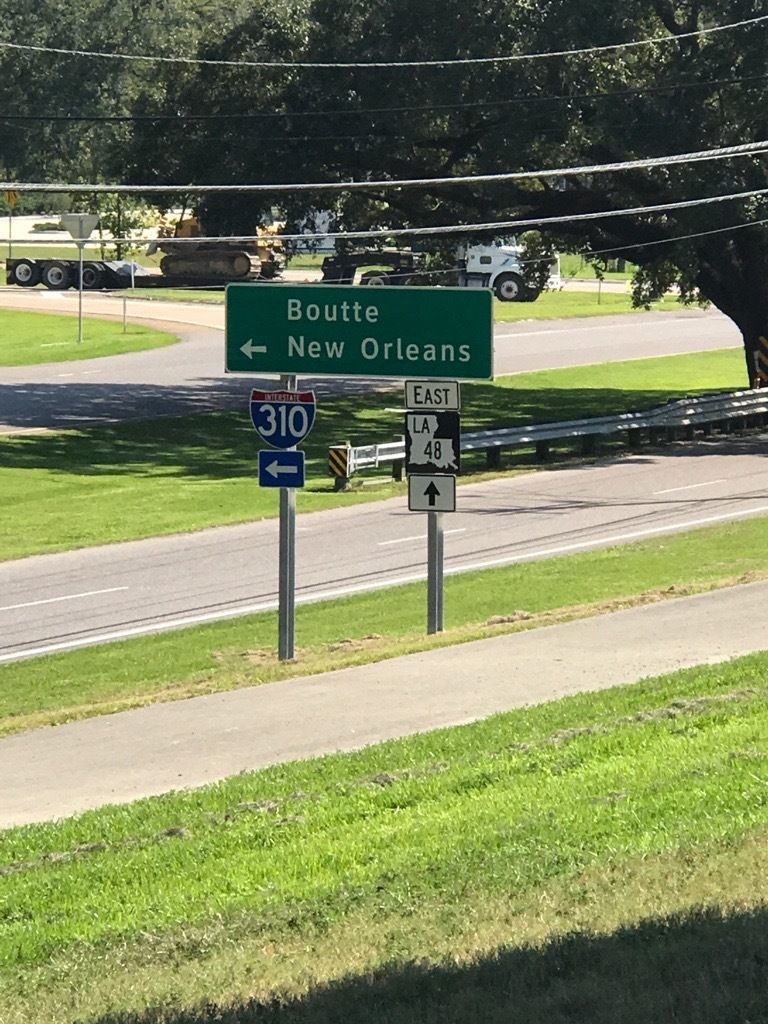 Boutte
New Orleans
INTERSTATE
310
EAST
LA
48